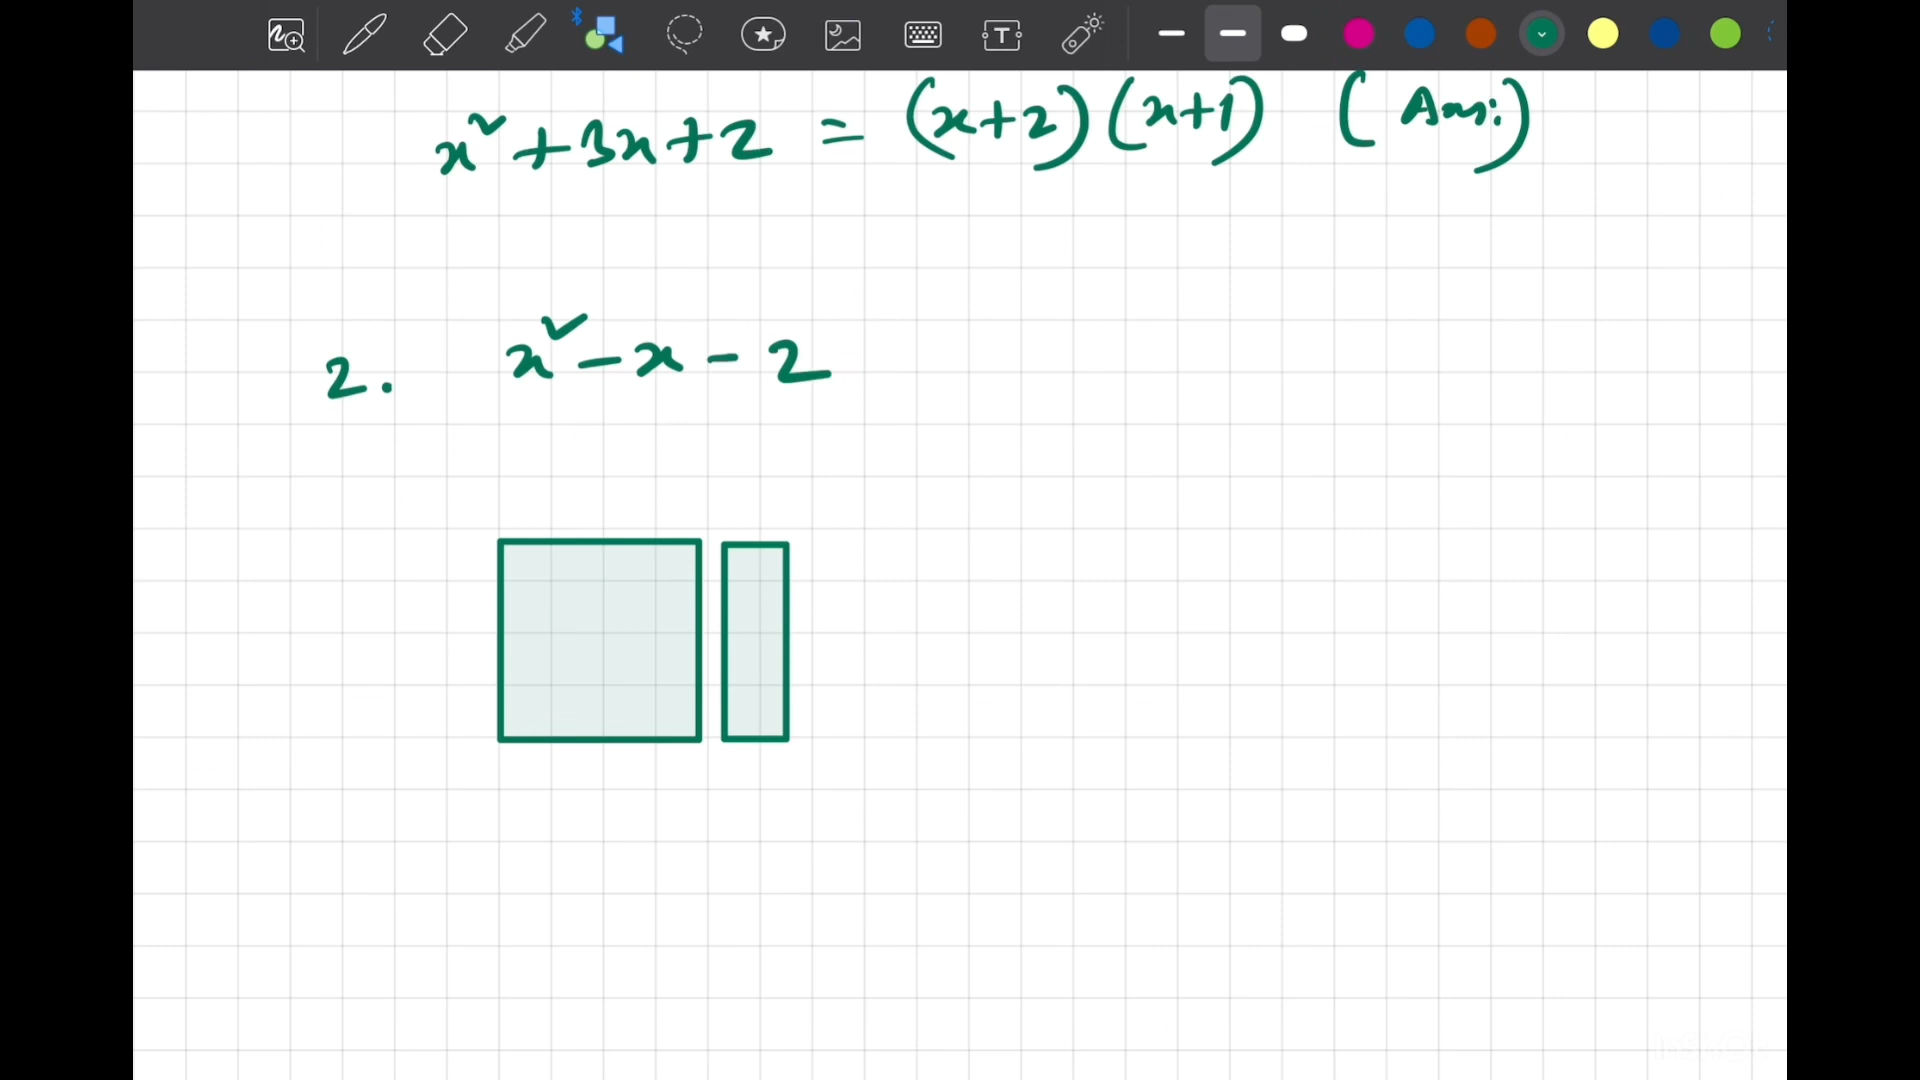 x² + 3x + 2 = (x+2)(x+1) (Ans:)
2. x² - x - 2